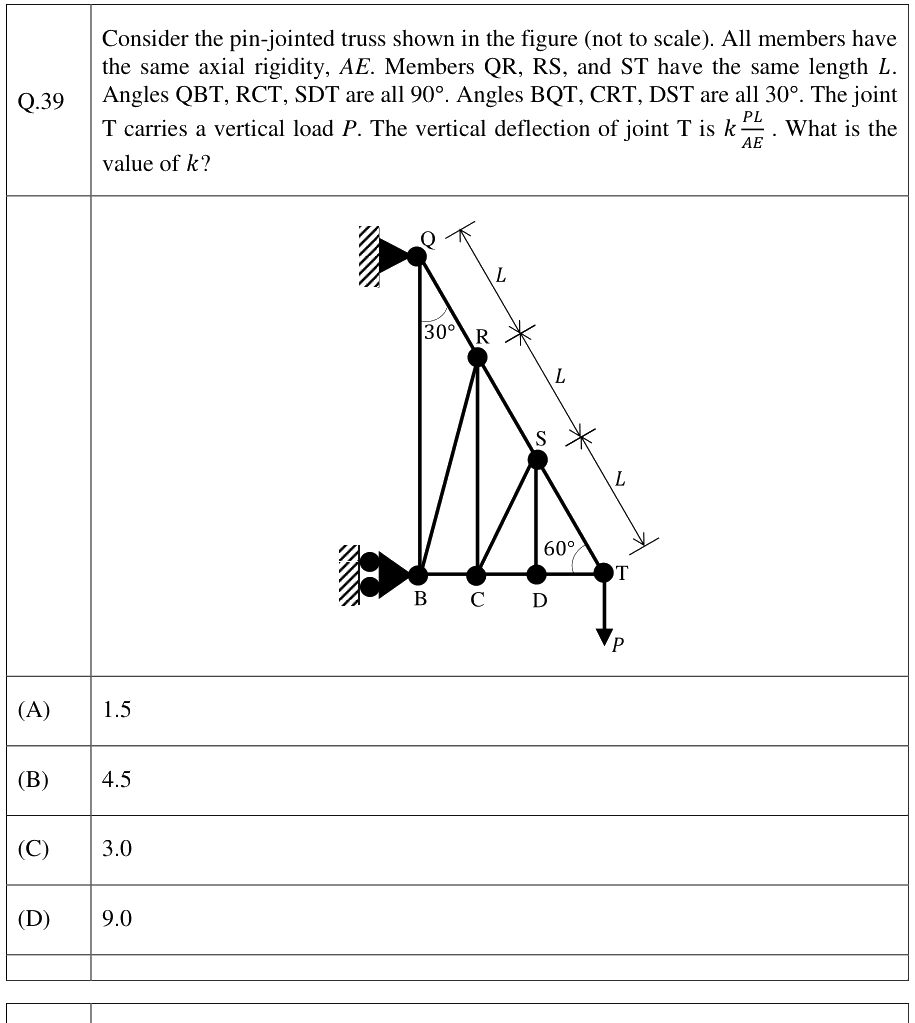 Q.39
Consider the pin-jointed truss shown in the figure (not to scale). All members have
the same axial rigidity, AE. Members QR, RS, and ST have the same length L.
Angles QBT, RCT, SDT are all 90°. Angles BQT, CRT, DST are all 30°. The joint
T carries a vertical load P. The vertical deflection of joint T is k PL/AE . What is the
value of k?
Q
L
30°
R
L
S
L
60°
T
B
C
D
P
(A) 1.5
(B) 4.5
(C) 3.0
(D) 9.0